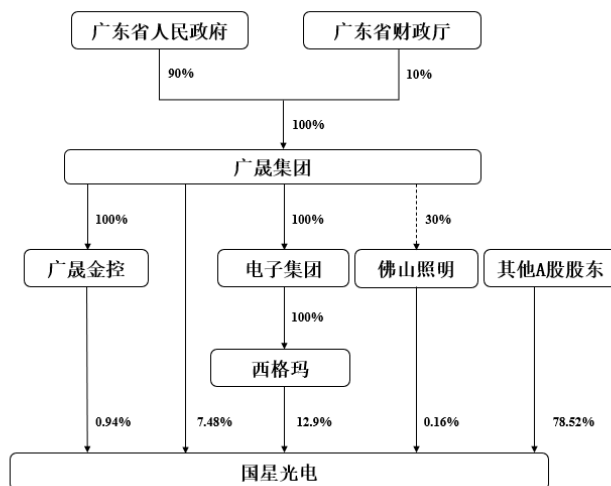 广东省人民政府
广东省财政厅
90%
10%
100%
广晟集团
100%
100%
30%
广晟金控
电子集团
佛山照明
其他A股股东
100%
西格玛
0.94%
7.48%
12.9%
0.16%
78.52%
国星光电